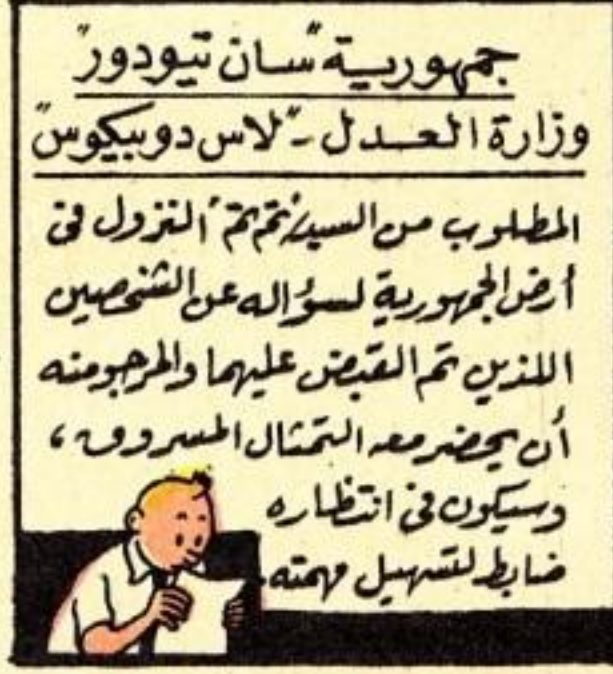 جمهورية "سان تيودور"
وزارة العدل - "لاس دوبيكوس"
المطلوب من السيد "تم تم" النزول فى
أرض الجمهورية لسؤاله عن الشخصين
اللذين تم القبض عليهما والمرجو منه
أن يحضر معه التمثال المسروق ،
وسيكون فى انتظاره
ضابط لتسهيل مهمته.